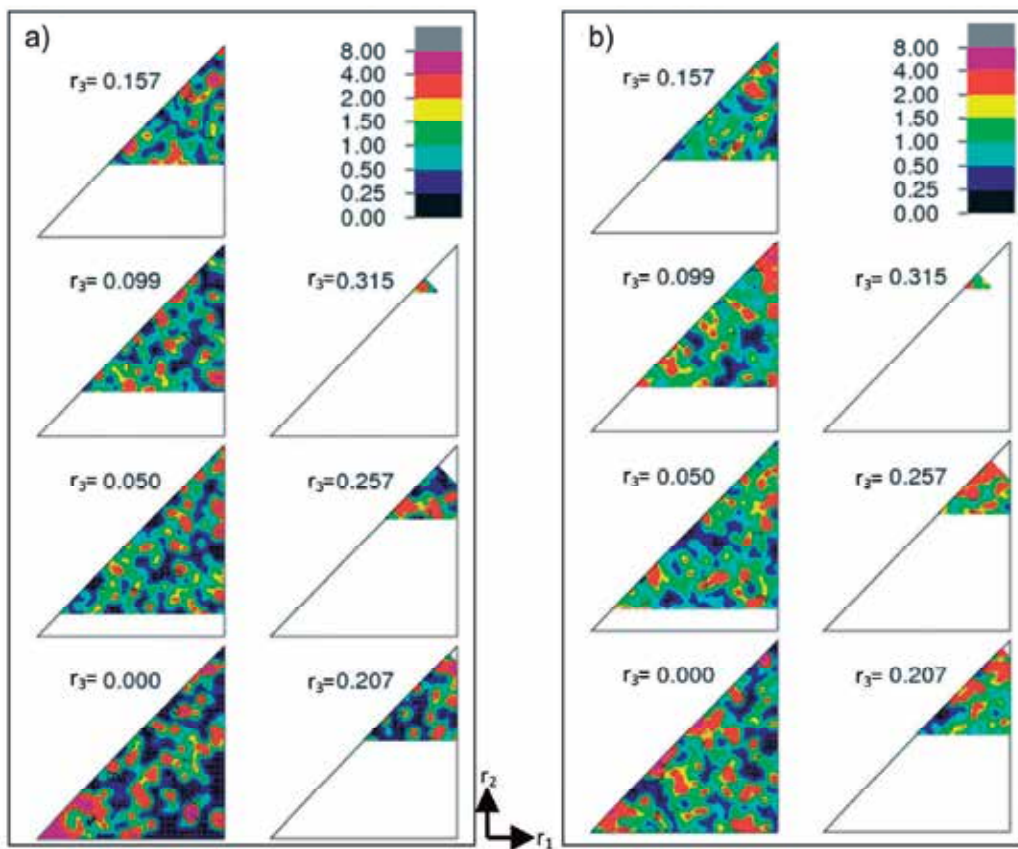 a)
8.00
4.00
2.00
1.50
1.00
0.50
0.25
0.00
r3= 0.157
r3= 0.099
r3= 0.315
r3= 0.050
r3= 0.257
r3= 0.000
r3= 0.207
r2
r1
b)
8.00
4.00
2.00
1.50
1.00
0.50
0.25
0.00
r3= 0.157
r3= 0.099
r3= 0.315
r3= 0.050
r3= 0.257
r3= 0.000
r3= 0.207